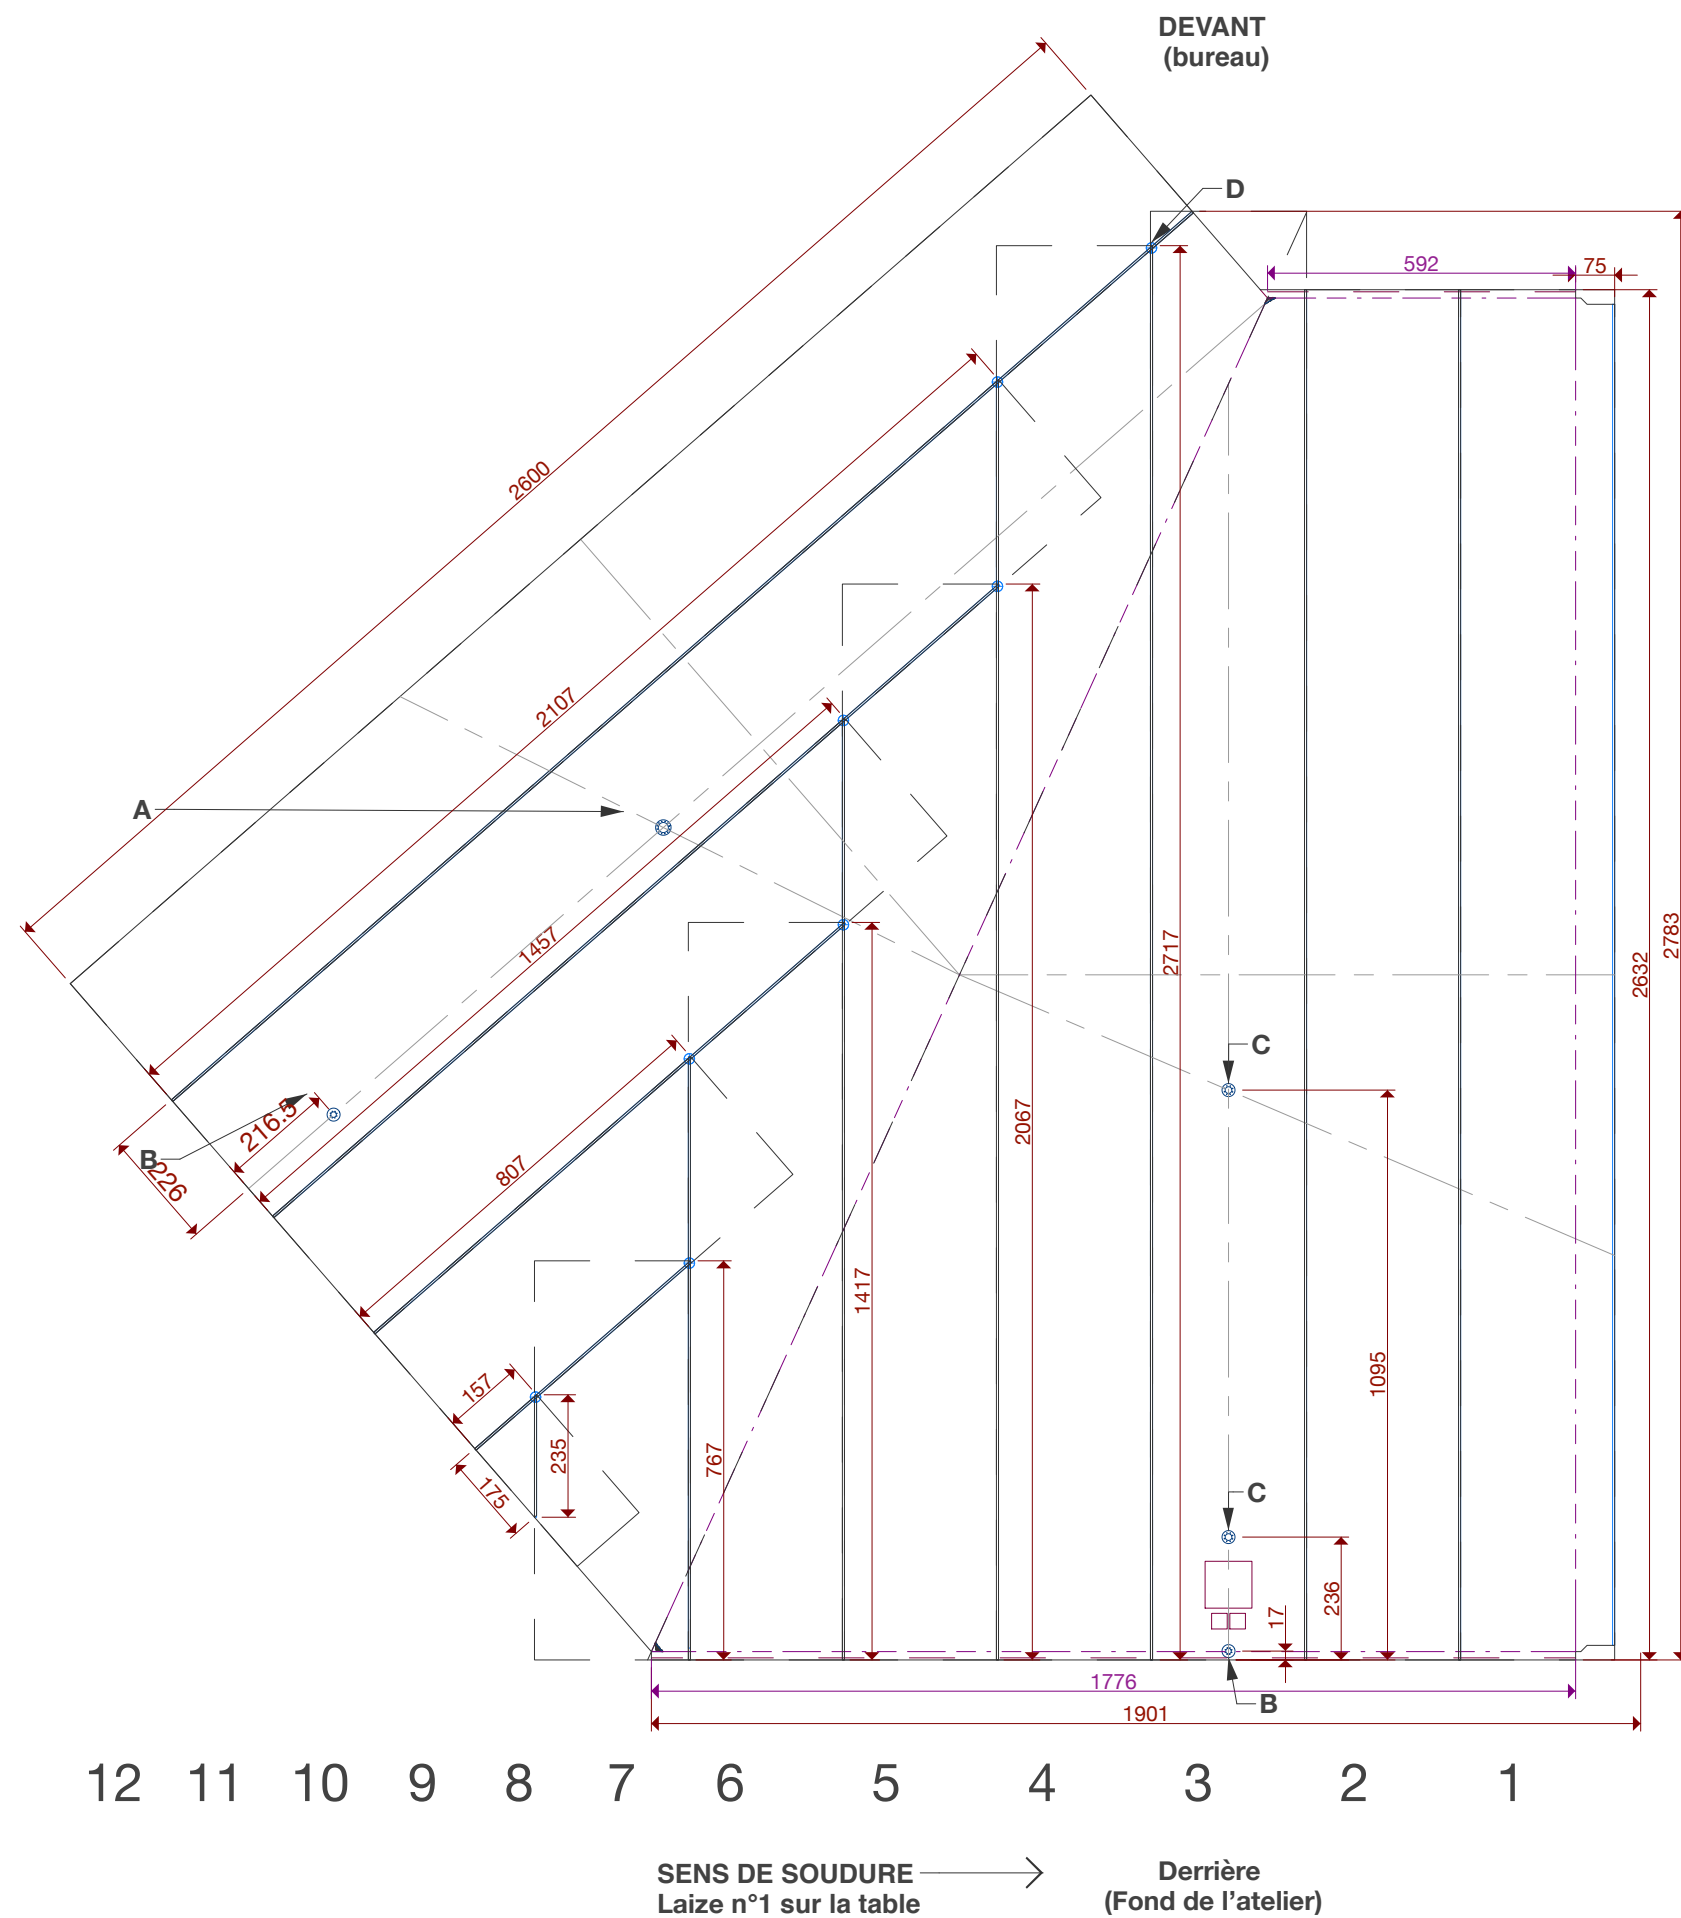 DEVANT
(bureau)
D
592
75
2600
2107
A
1457
2717
2783
2632
C
2067
216.5
B
226
807
1417
1095
157
235
767
175
C
236
17
1776
B
1901
12 11 10 9 8 7 6 5 4 3 2 1
SENS DE SOUDURE
Laize n°1 sur la table
Derrière
(Fond de l'atelier)